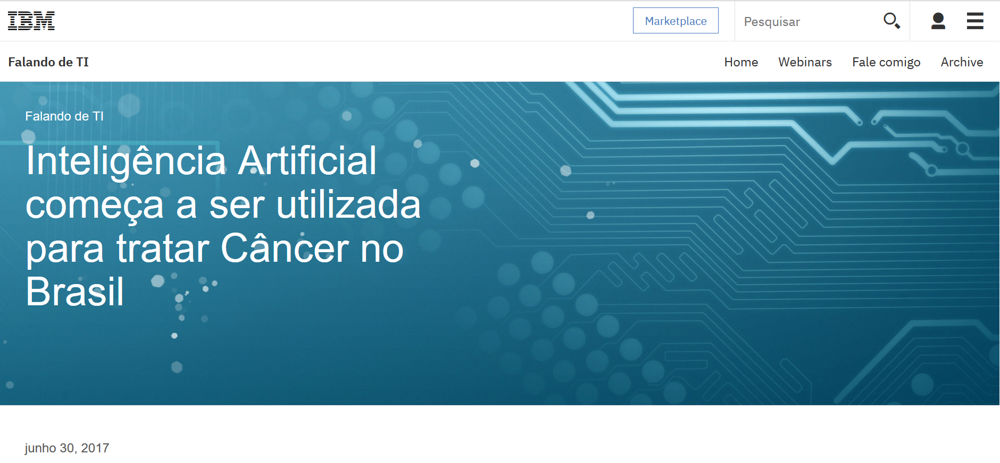 IBM
Marketplace
Pesquisar
Falando de TI
Home
Webinars
Fale comigo
Archive
Falando de TI
Inteligência Artificial
começa a ser utilizada
para tratar Câncer no
Brasil
junho 30, 2017